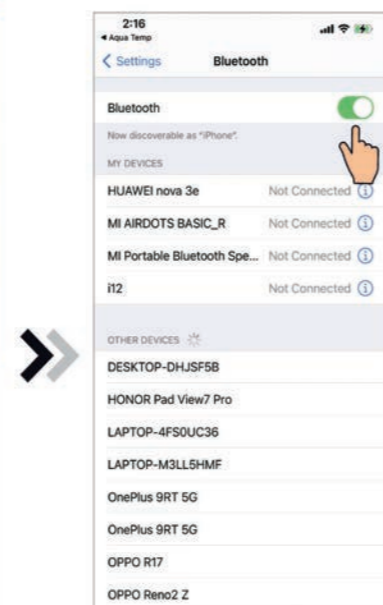 2:16
◀ Aqua Temp
Settings Bluetooth
Bluetooth
Now discoverable as "iPhone".
MY DEVICES
HUAWEI nova 3e Not Connected
MI AIRDOTS BASIC_R Not Connected
MI Portable Bluetooth Spe... Not Connected
i12 Not Connected
OTHER DEVICES
DESKTOP-DHJSF5B
HONOR Pad View7 Pro
LAPTOP-4FS0UC36
LAPTOP-M3LL5HMF
OnePlus 9RT 5G
OnePlus 9RT 5G
OPPO R17
OPPO Reno2 Z